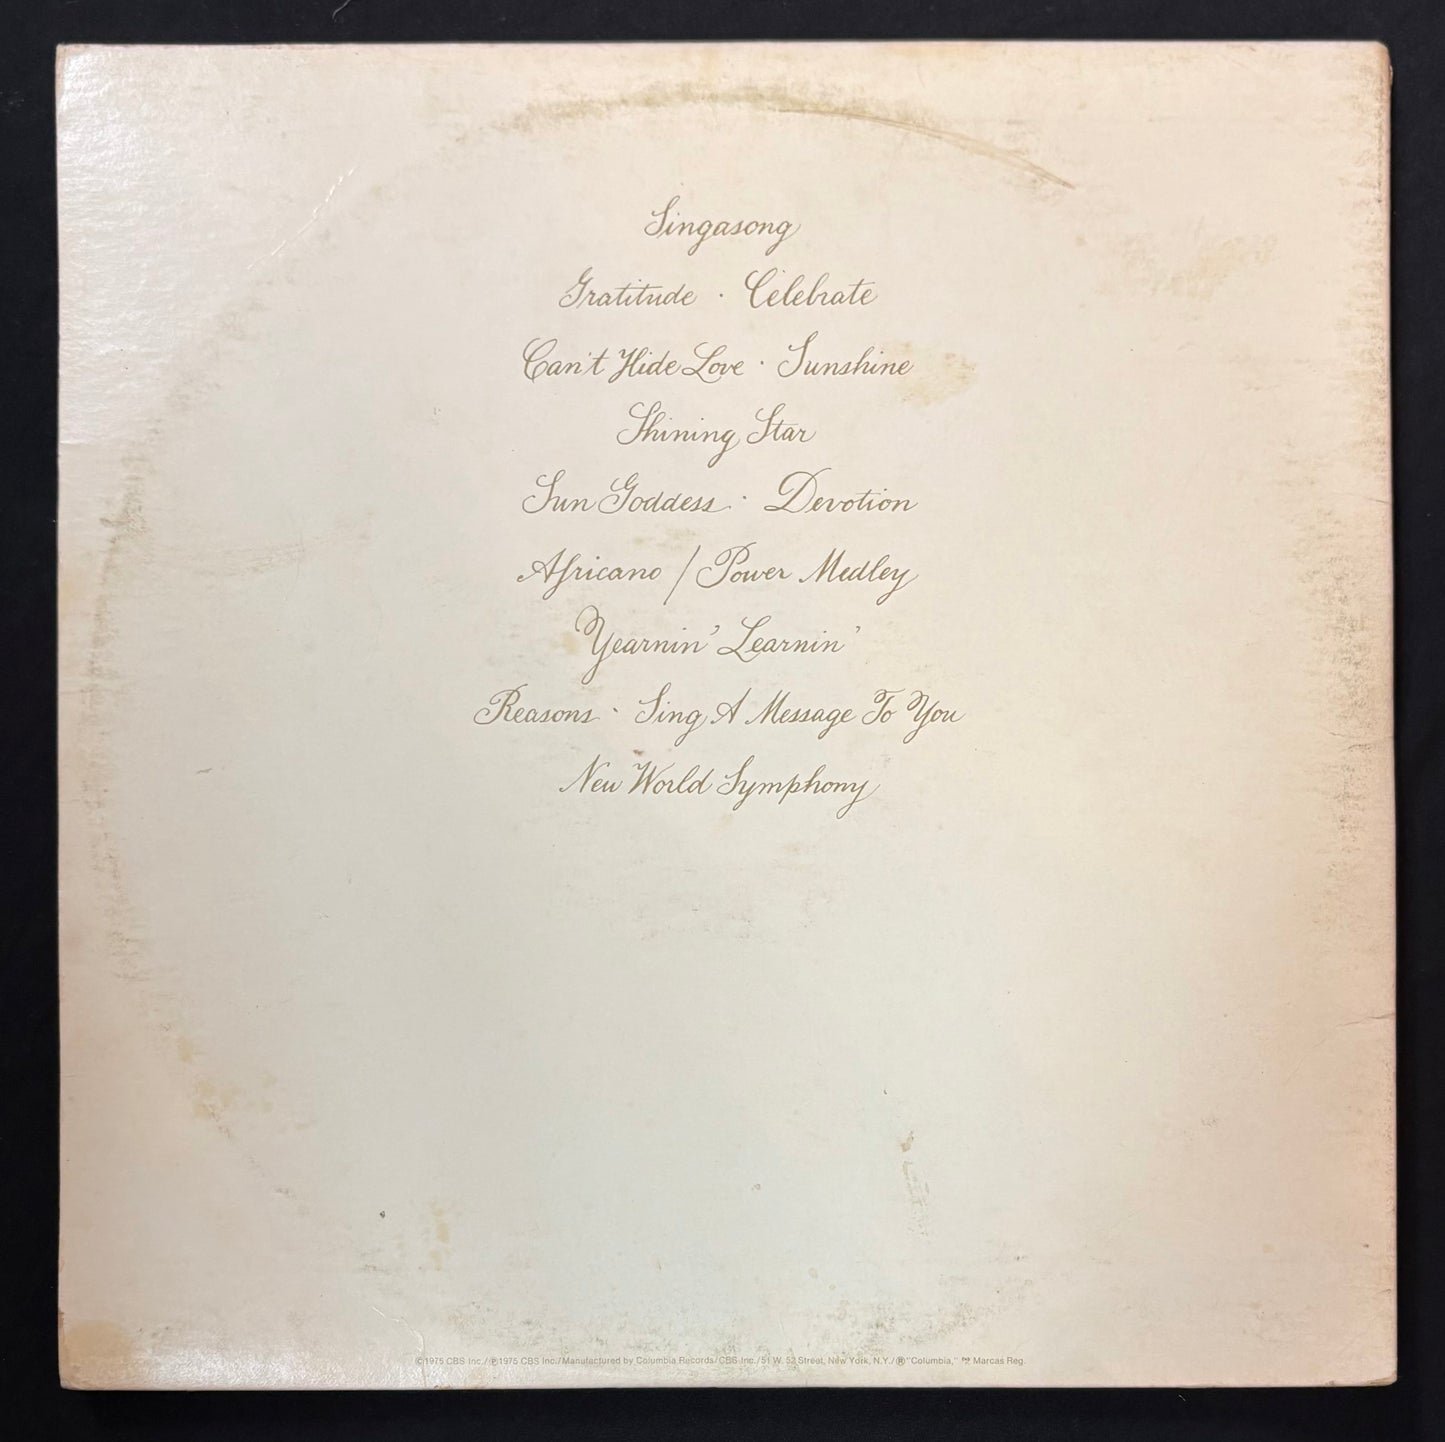 Singasong
Gratitude · Celebrate
Can't Hide Love · Sunshine
Shining Star
Sun Goddess · Devotion
Africano / Power Medley
Yearnin' Learnin'
Reasons · Sing A Message To You
New World Symphony
©1975 CBS Inc./℗1975 CBS Inc./Manufactured by Columbia Records/CBS Inc./51 W. 52 Street, New York, N.Y./® "Columbia," Marcas Reg.